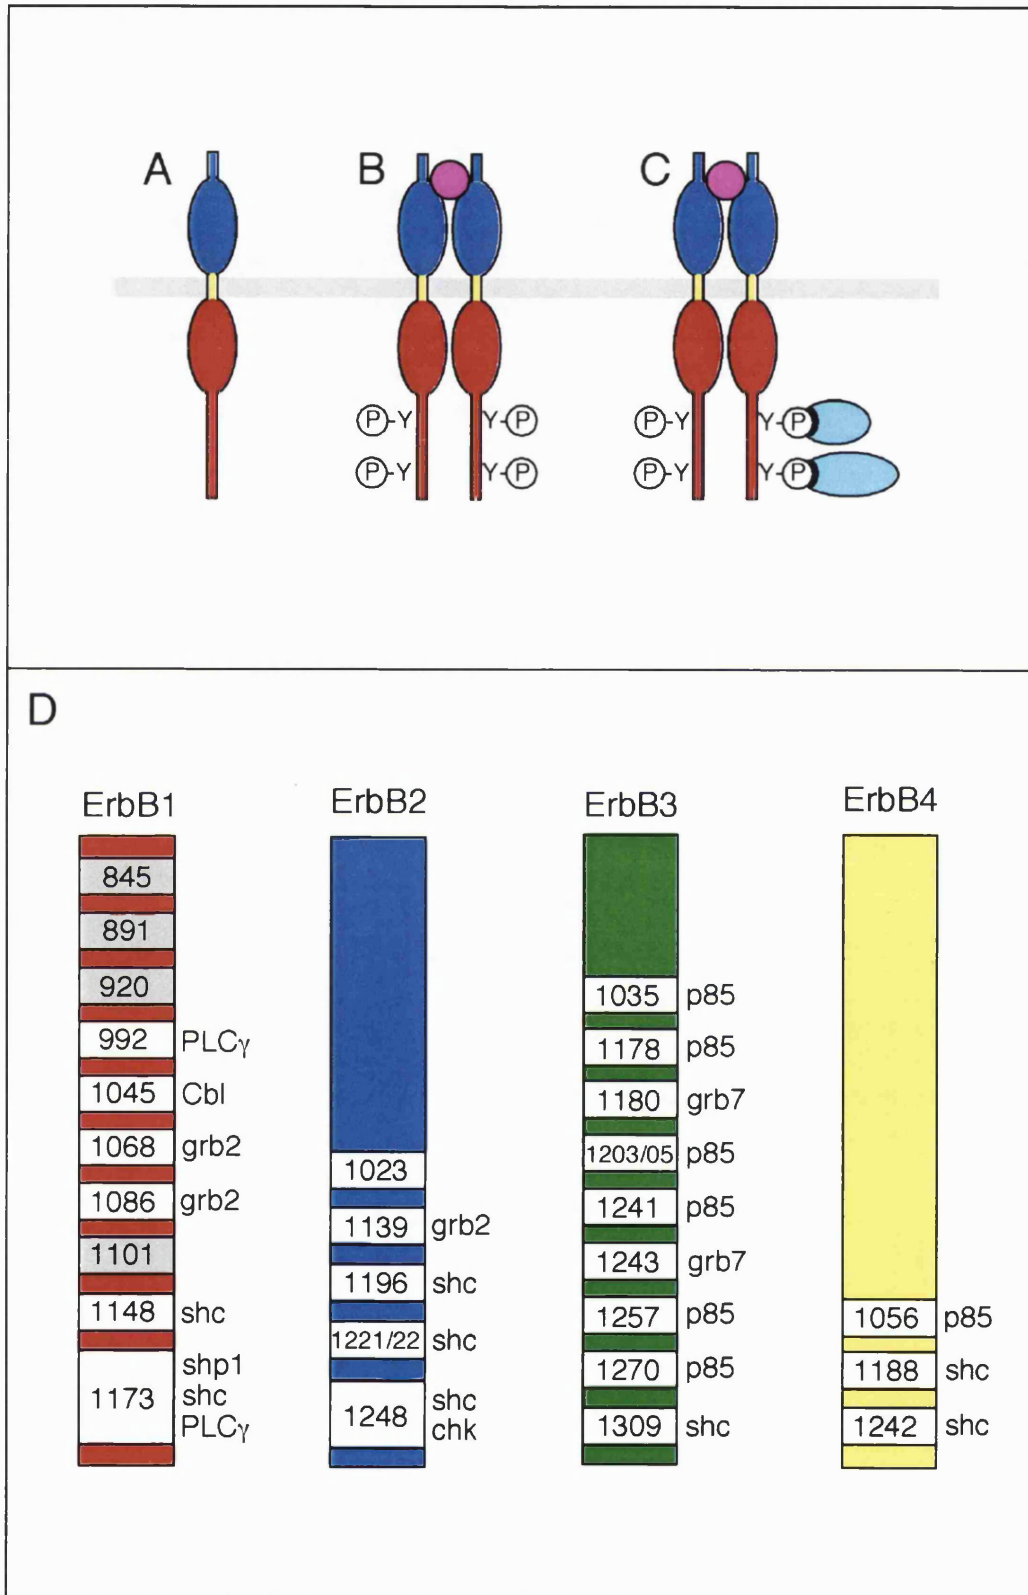 A
B
C
P-Y
Y-P
P-Y
Y-P
P-Y
Y-P
P-Y
Y-P
D
ErbB1
845
891
920
992 PLCγ
1045 Cbl
1068 grb2
1086 grb2
1101
1148 shc
1173
shp1
shc
PLCγ
ErbB2
1023
1139 grb2
1196 shc
1221/22 shc
1248
shc
chk
ErbB3
1035 p85
1178 p85
1180 grb7
1203/05 p85
1241 p85
1243 grb7
1257 p85
1270 p85
1309 shc
ErbB4
1056 p85
1188 shc
1242 shc